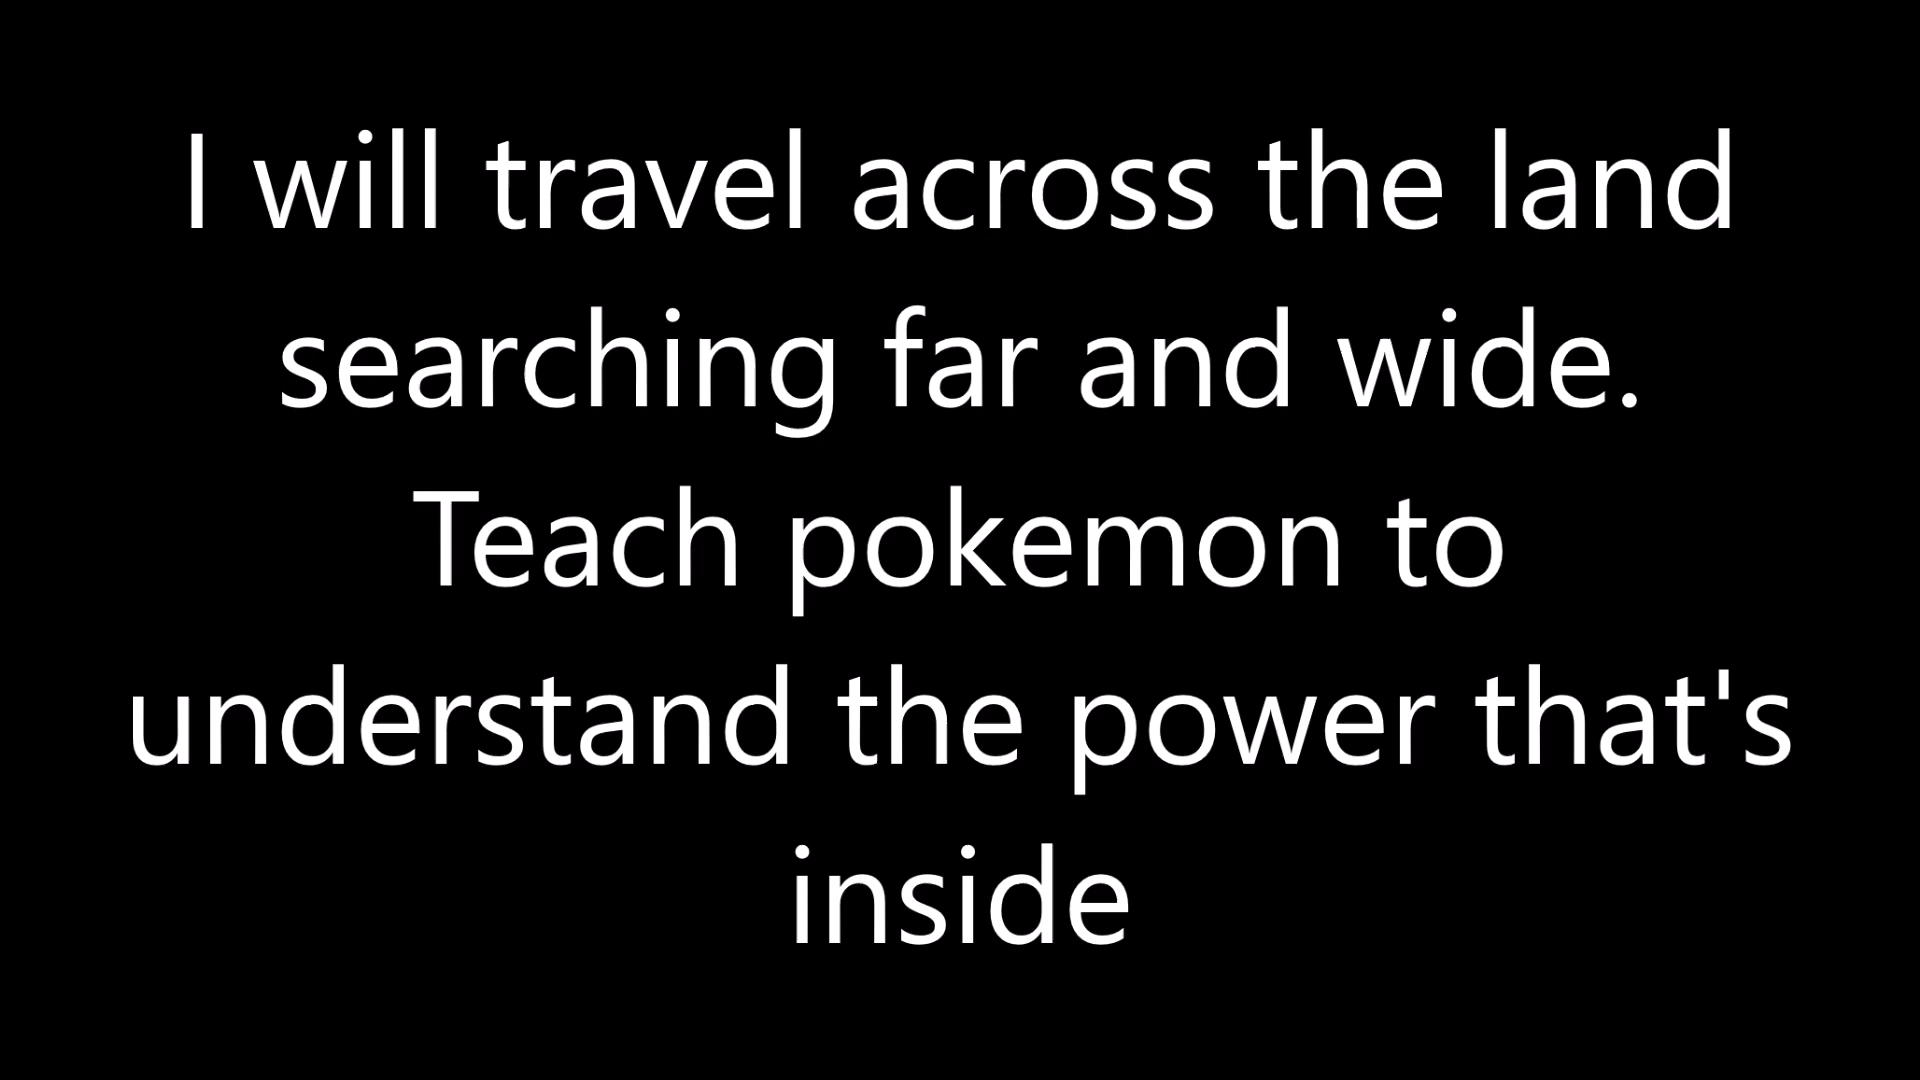 I will travel across the land
searching far and wide.
Teach pokemon to
understand the power that's
inside